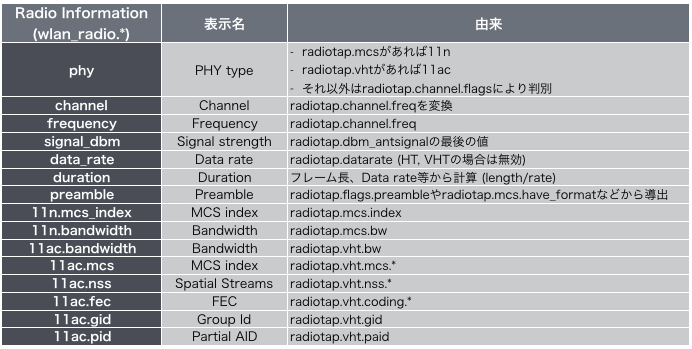 Radio Information (wlan_radio.*) 表示名 由来
phy PHY type - radiotap.mcsがあれば11n
- radiotap.vhtがあれば11ac
- それ以外はradiotap.channel.flagsにより判別
channel Channel radiotap.channel.freqを変換
frequency Frequency radiotap.channel.freq
signal_dbm Signal strength radiotap.dbm_antsignalの最後の値
data_rate Data rate radiotap.datarate (HT, VHTの場合は無効)
duration Duration フレーム長、Data rate等から計算 (length/rate)
preamble Preamble radiotap.flags.preambleやradiotap.mcs.have_formatなどから導出
11n.mcs_index MCS index radiotap.mcs.index
11n.bandwidth Bandwidth radiotap.mcs.bw
11ac.bandwidth Bandwidth radiotap.vht.bw
11ac.mcs MCS index radiotap.vht.mcs.*
11ac.nss Spatial Streams radiotap.vht.nss.*
11ac.fec FEC radiotap.vht.coding.*
11ac.gid Group Id radiotap.vht.gid
11ac.pid Partial AID radiotap.vht.paid